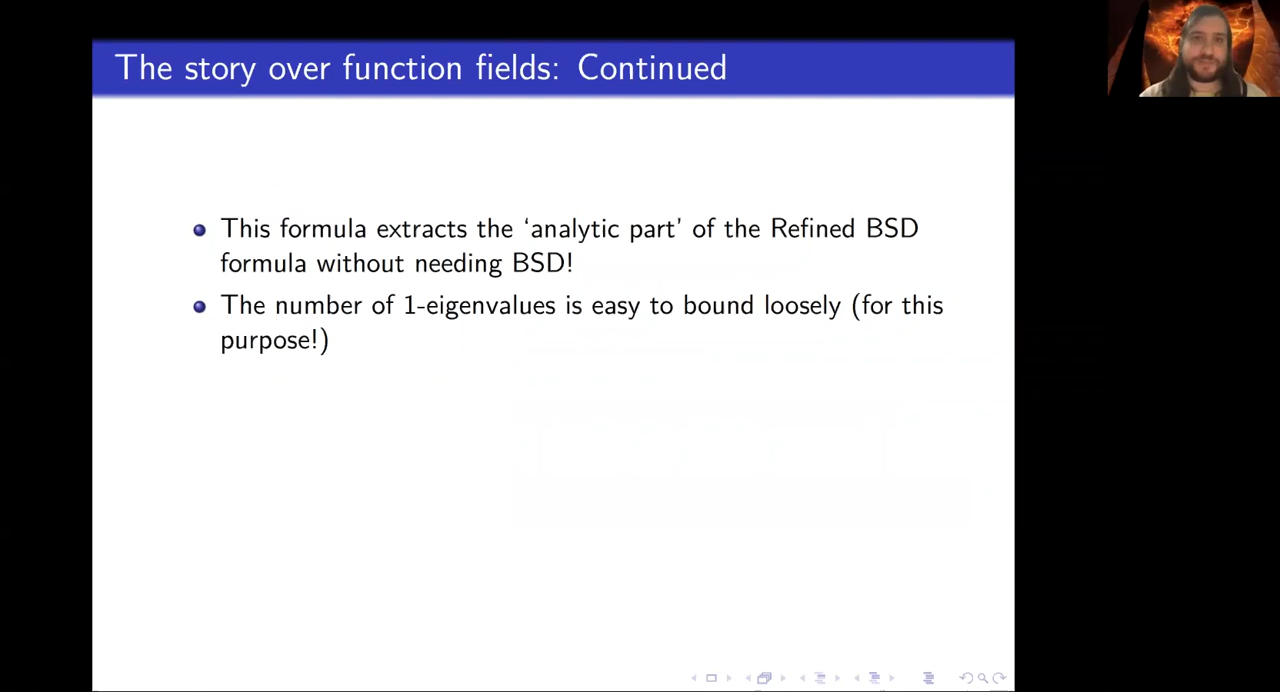 The story over function fields: Continued
This formula extracts the ‘analytic part’ of the Refined BSD
formula without needing BSD!
The number of 1-eigenvalues is easy to bound loosely (for this
purpose!)